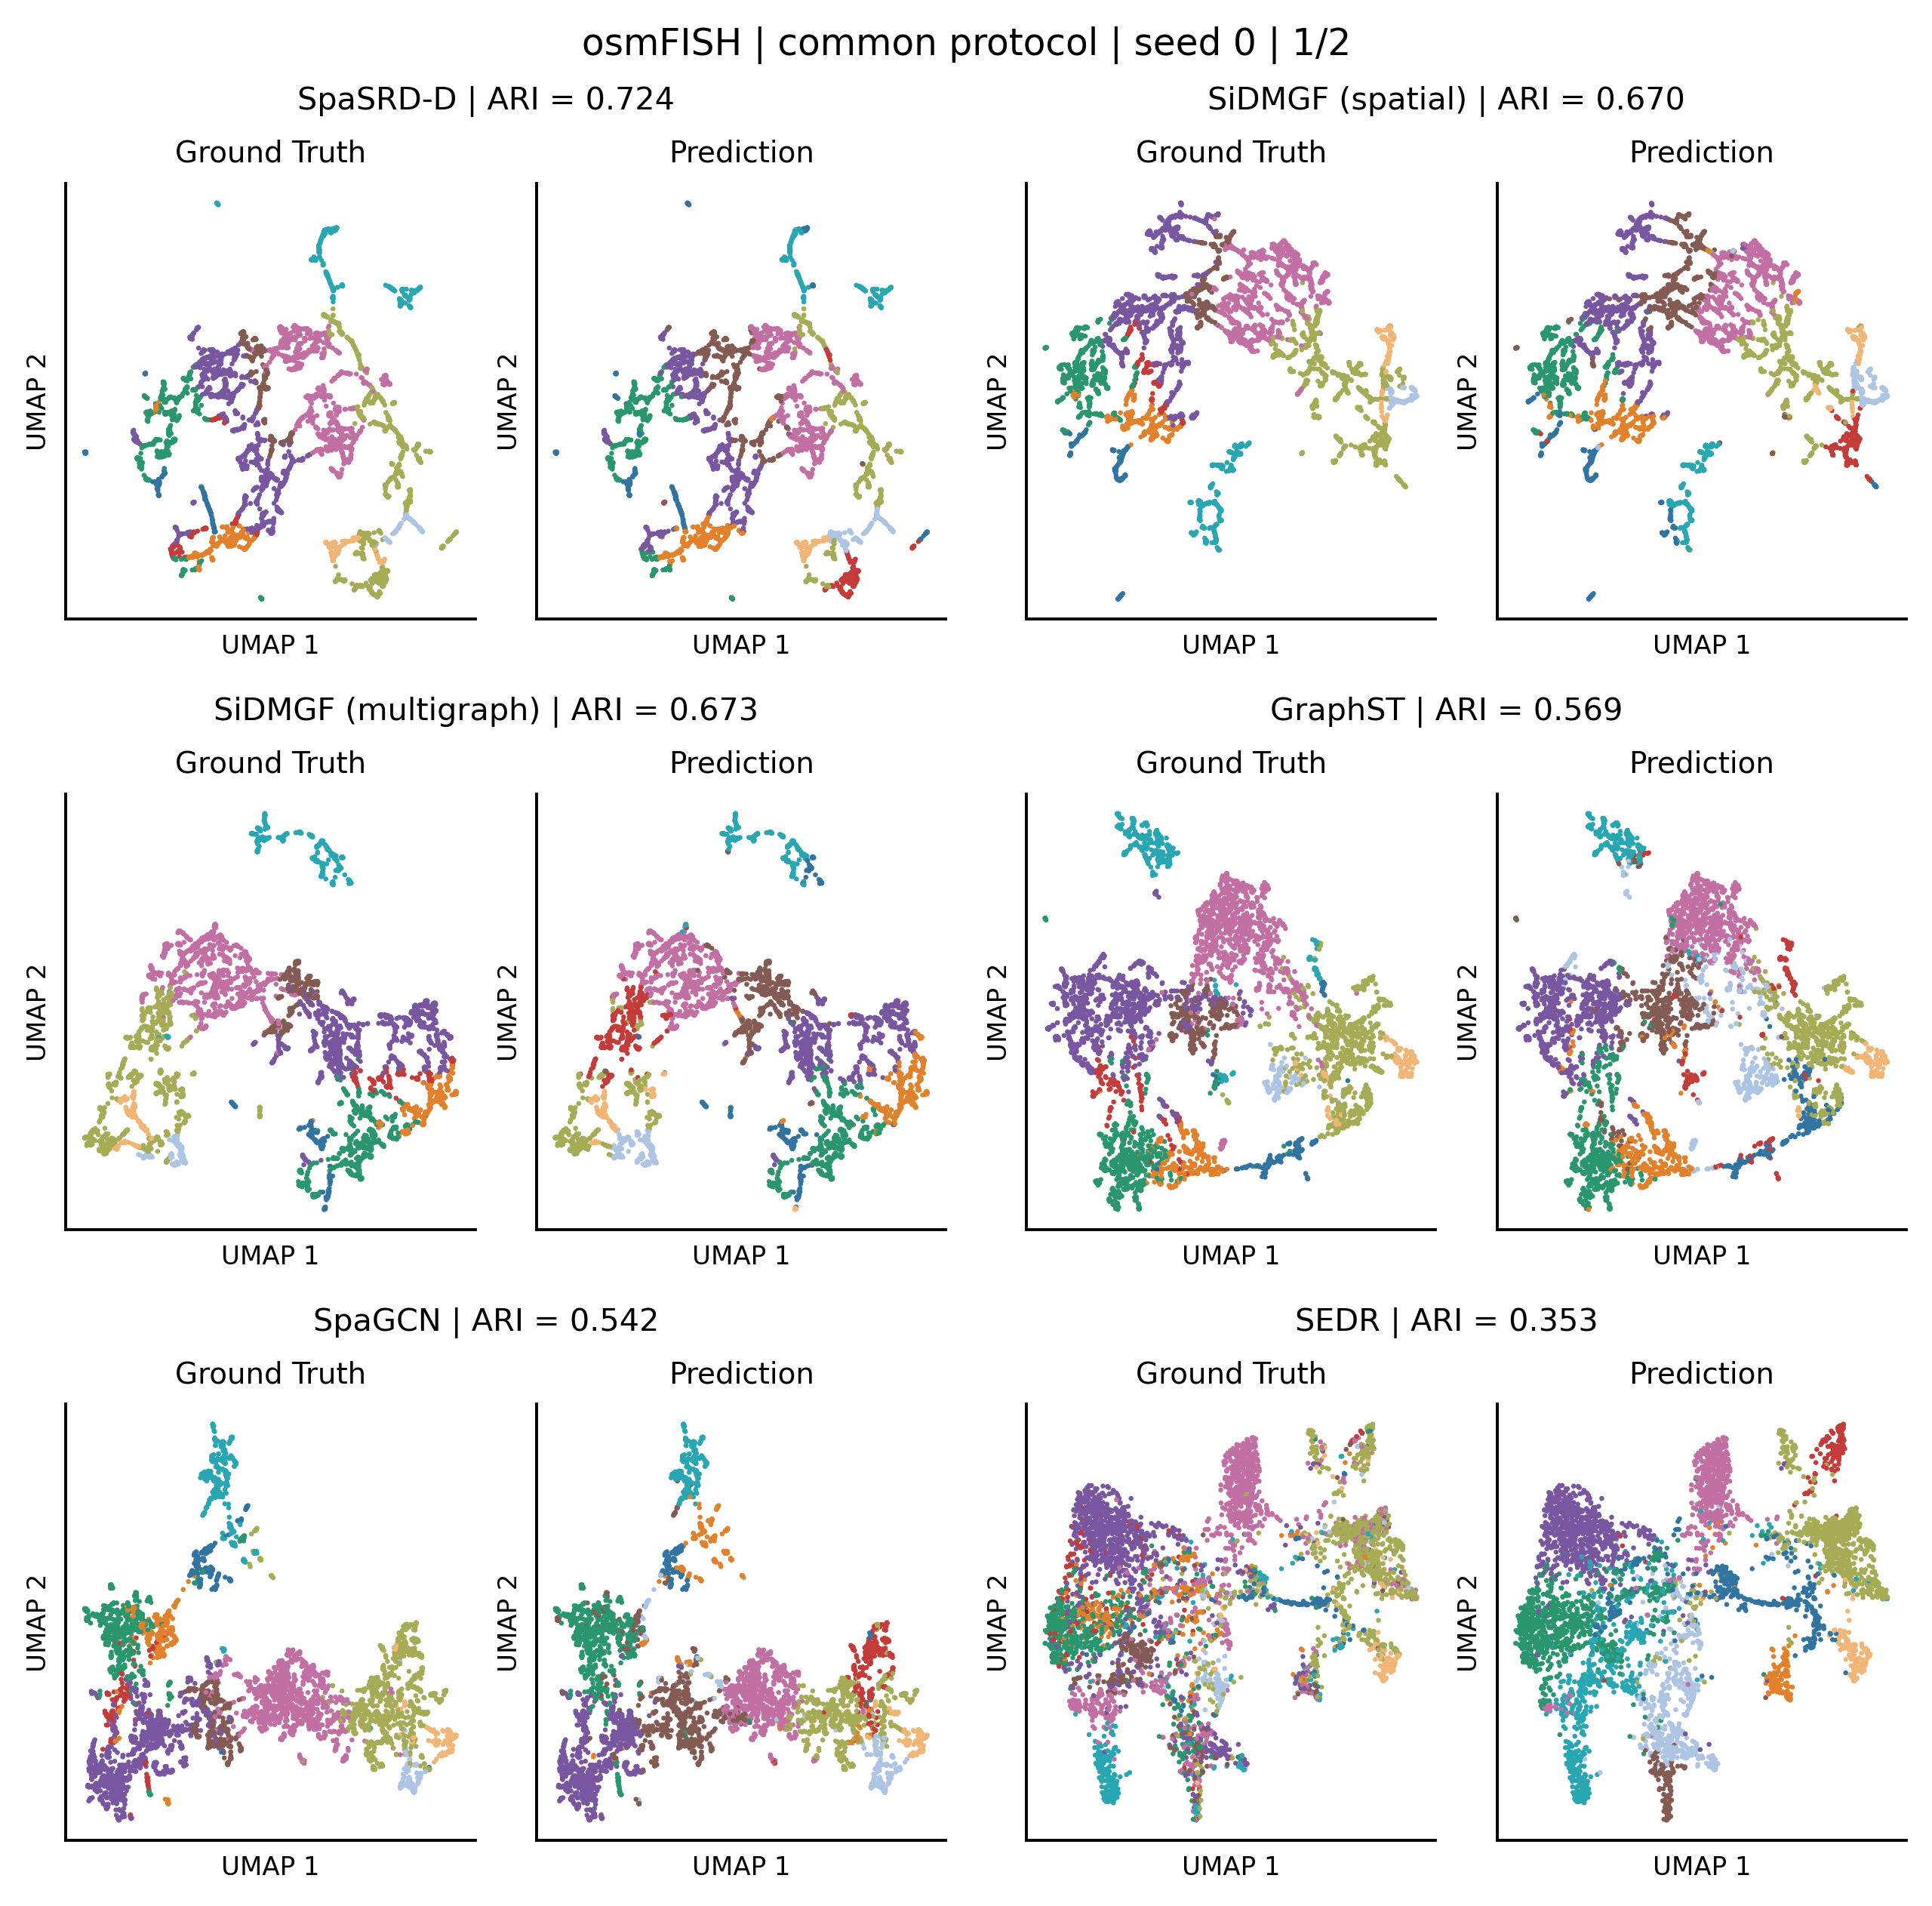 osmFISH | common protocol | seed 0 | 1/2
SpaSRD-D | ARI = 0.724
Ground Truth
Prediction
UMAP 2
UMAP 1
UMAP 2
UMAP 1
SiDMGF (spatial) | ARI = 0.670
Ground Truth
Prediction
UMAP 2
UMAP 1
UMAP 2
UMAP 1
SiDMGF (multigraph) | ARI = 0.673
Ground Truth
Prediction
UMAP 2
UMAP 1
UMAP 2
UMAP 1
GraphST | ARI = 0.569
Ground Truth
Prediction
UMAP 2
UMAP 1
UMAP 2
UMAP 1
SpaGCN | ARI = 0.542
Ground Truth
Prediction
UMAP 2
UMAP 1
UMAP 2
UMAP 1
SEDR | ARI = 0.353
Ground Truth
Prediction
UMAP 2
UMAP 1
UMAP 2
UMAP 1